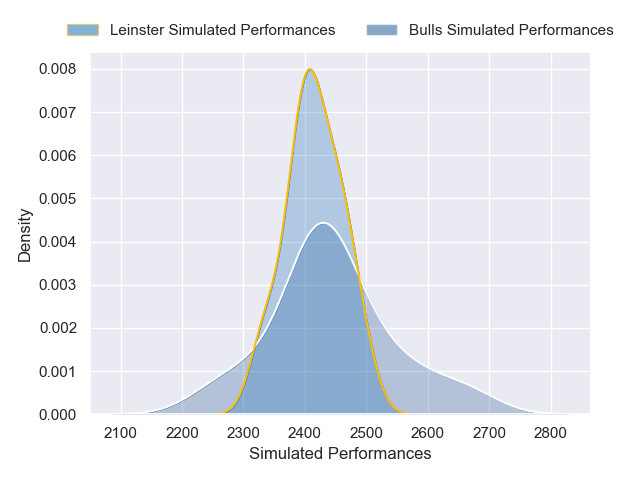 Leinster Simulated Performances Bulls Simulated Performances
0.008
0.007
0.006
0.005
0.004
0.003
0.002
0.001
0.000
Density
2100 2200 2300 2400 2500 2600 2700 2800
Simulated Performances